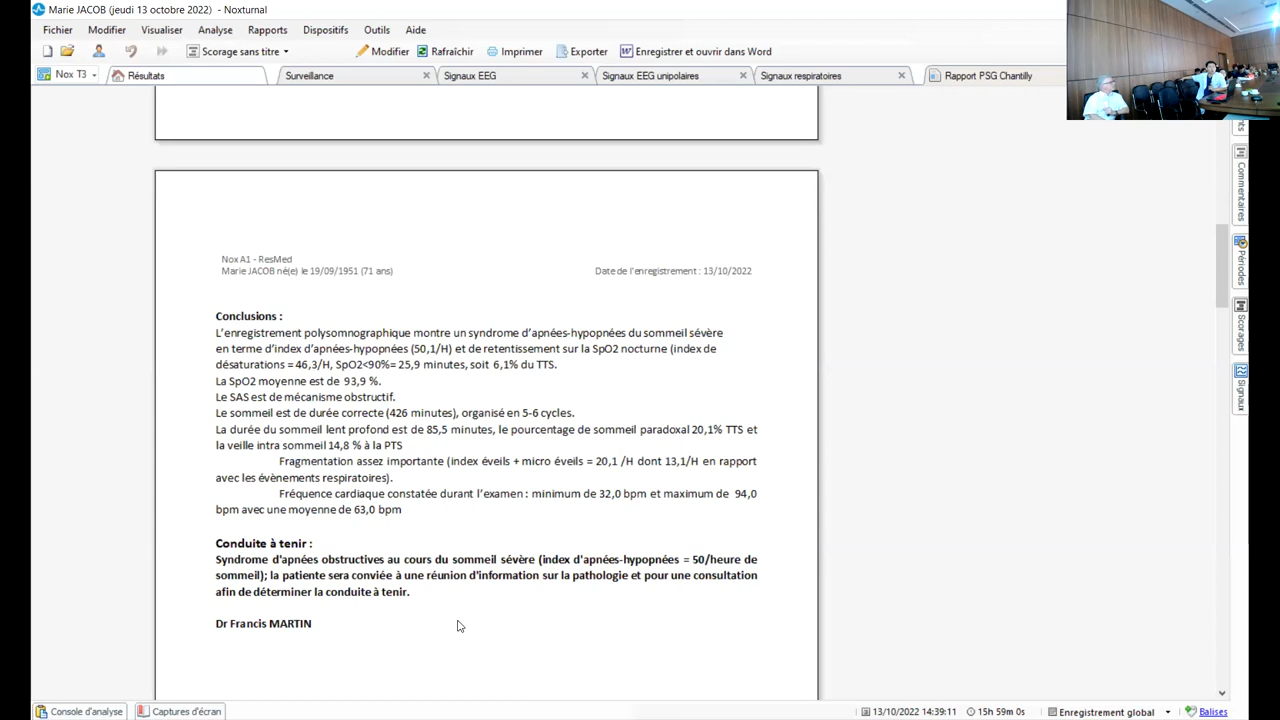 Marie JACOB (jeudi 13 octobre 2022) - Noxturnal
Fichier Modifier Visualiser Analyse Rapports Dispositifs Outils Aide
Scorage sans titre Modifier Rafraîchir Imprimer Exporter Enregistrer et ouvrir dans Word
Nox T3 Résultats Surveillance Signaux EEG Signaux EEG unipolaires Signaux respiratoires Rapport PSG Chantilly
Nox A1 - ResMed
Marie JACOB né(e) le 19/09/1951 (71 ans) Date de l'enregistrement : 13/10/2022
Conclusions :
L'enregistrement polysomnographique montre un syndrome d'apnées-hypopnées du sommeil sévère
en terme d'index d'apnées-hypopnées (50,1/H) et de retentissement sur la SpO2 nocturne (index de
désaturations = 46,3/H, SpO2<90%= 25,9 minutes, soit 6,1% du TTS.
La SpO2 moyenne est de 93,9 %.
Le SAS est de mécanisme obstructif.
Le sommeil est de durée correcte (426 minutes), organisé en 5-6 cycles.
La durée du sommeil lent profond est de 85,5 minutes, le pourcentage de sommeil paradoxal 20,1% TTS et
la veille intra sommeil 14,8 % à la PTS
Fragmentation assez importante (index éveils + micro éveils = 20,1 /H dont 13,1/H en rapport
avec les évènements respiratoires).
Fréquence cardiaque constatée durant l'examen : minimum de 32,0 bpm et maximum de 94,0
bpm avec une moyenne de 63,0 bpm
Conduite à tenir :
Syndrome d'apnées obstructives au cours du sommeil sévère (index d'apnées-hypopnées = 50/heure de
sommeil); la patiente sera conviée à une réunion d'information sur la pathologie et pour une consultation
afin de déterminer la conduite à tenir.
Dr Francis MARTIN
Commentaires
Périodes
Scorages
Signaux
Console d'analyse Captures d'écran 13/10/2022 14:39:11 15h 59m 0s Enregistrement global Balises